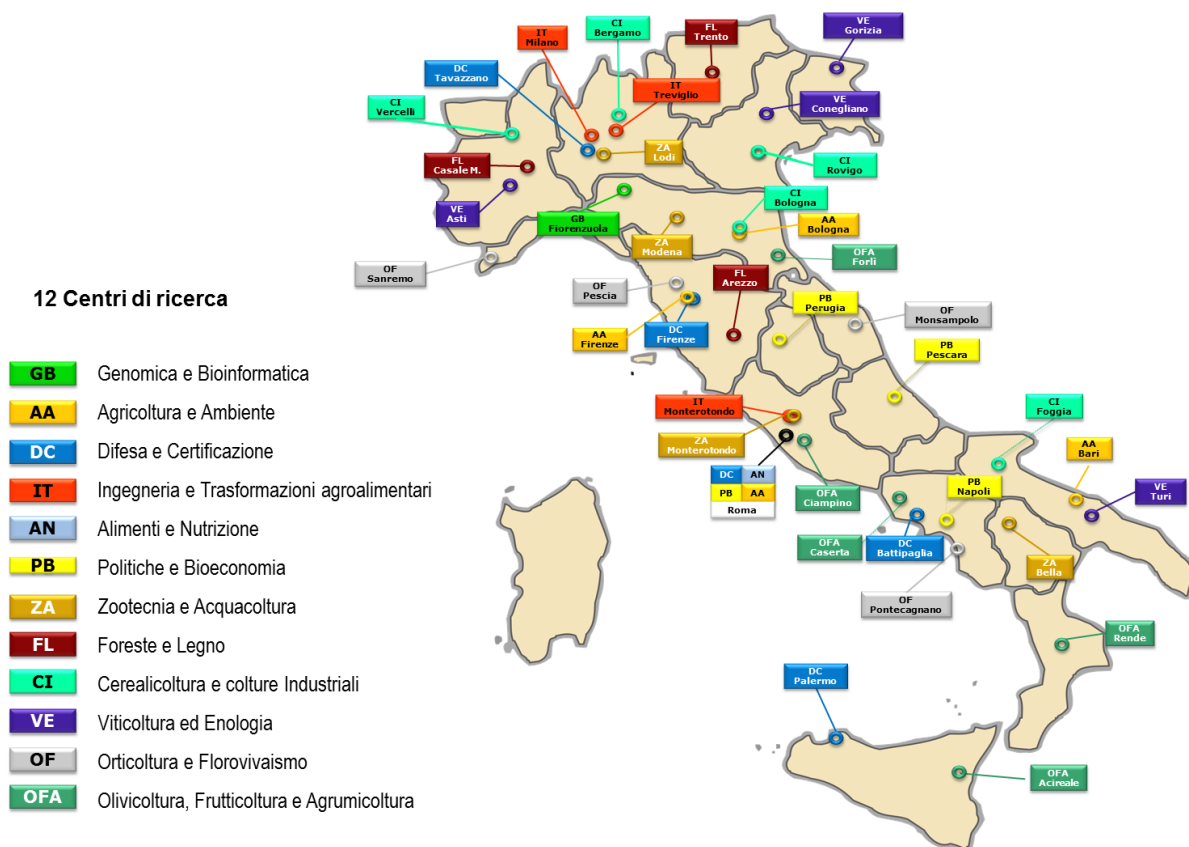 IT
Milano
CI
Bergamo
FL
Trento
VE
Gorizia
DC
Tavazzano
IT
Treviglio
VE
Conegliano
CI
Vercelli
ZA
Lodi
CI
Rovigo
FL
Casale M.
VE
Asti
GB
Fiorenzuola
CI
Bologna
AA
Bologna
ZA
Modena
OFA
Forlì
OF
Sanremo
OF
Pescia
FL
Arezzo
12 Centri di ricerca
PB
Perugia
OF
Monsampolo
AA
Firenze
DC
Firenze
PB
Pescara
GB Genomica e Bioinformatica
AA Agricoltura e Ambiente
DC Difesa e Certificazione
IT Ingegneria e Trasformazioni agroalimentari
AN Alimenti e Nutrizione
PB Politiche e Bioeconomia
ZA Zootecnia e Acquacoltura
FL Foreste e Legno
CI Cerealicoltura e colture Industriali
VE Viticoltura ed Enologia
OF Orticoltura e Florovivaismo
OFA Olivicoltura, Frutticoltura e Agrumicoltura
IT
Monterotondo
CI
Foggia
ZA
Monterotondo
AA
Bari
DC AN
PB AA
Roma
OFA
Ciampino
PB
Napoli
VE
Turi
OFA
Caserta
DC
Battipaglia
ZA
Bella
OF
Pontecagnano
OFA
Rende
DC
Palermo
OFA
Acireale